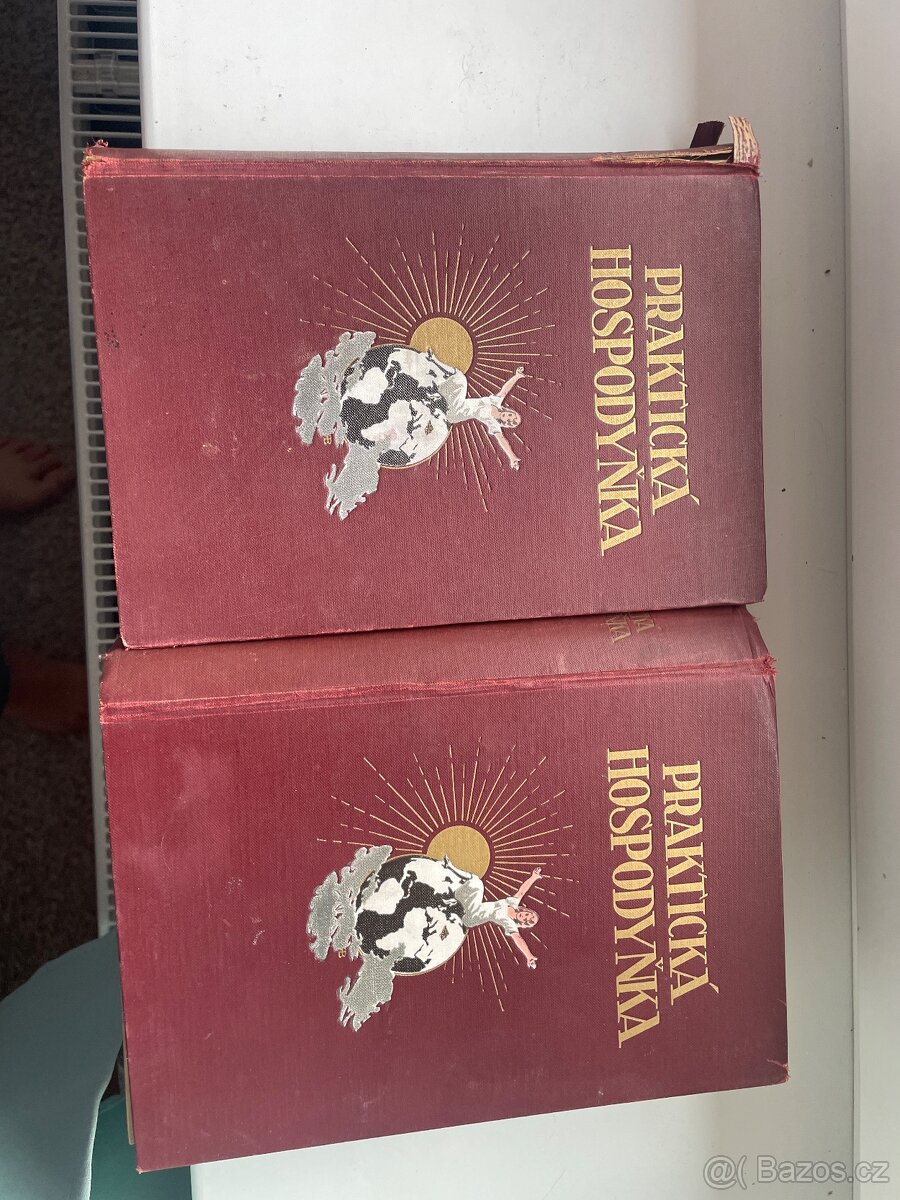 PRAKTICKÁ
HOSPODYŇKA
PRAKTICKÁ
HOSPODYŇKA
@( Bazos.cz